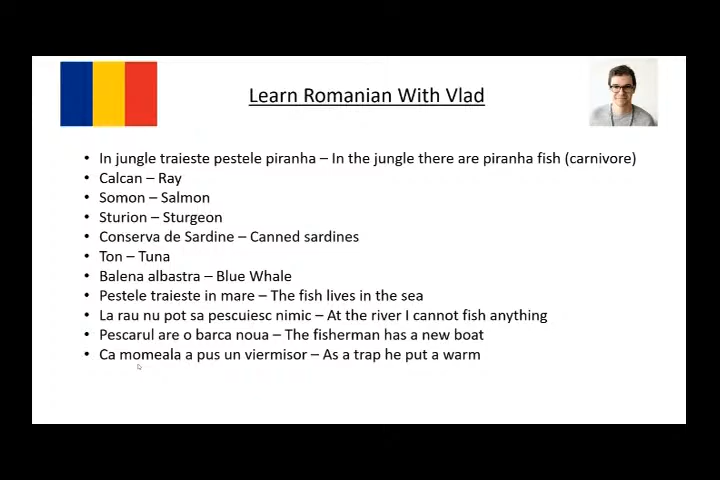 Learn Romanian With Vlad
• In jungle traieste pestele piranha – In the jungle there are piranha fish (carnivore)
• Calcan – Ray
• Somon – Salmon
• Sturion – Sturgeon
• Conserva de Sardine – Canned sardines
• Ton – Tuna
• Balena albastra – Blue Whale
• Pestele traieste in mare – The fish lives in the sea
• La rau nu pot sa pescuiesc nimic – At the river I cannot fish anything
• Pescarul are o barca noua – The fisherman has a new boat
• Ca momeala a pus un viermisor – As a trap he put a warm